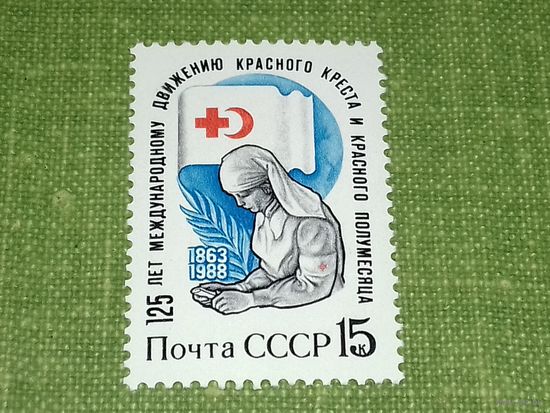 125 ЛЕТ МЕЖДУНАРОДНОМУ ДВИЖЕНИЮ КРАСНОГО КРЕСТА И КРАСНОГО ПОЛУМЕСЯЦА
1863
1988
Почта СССР 15к